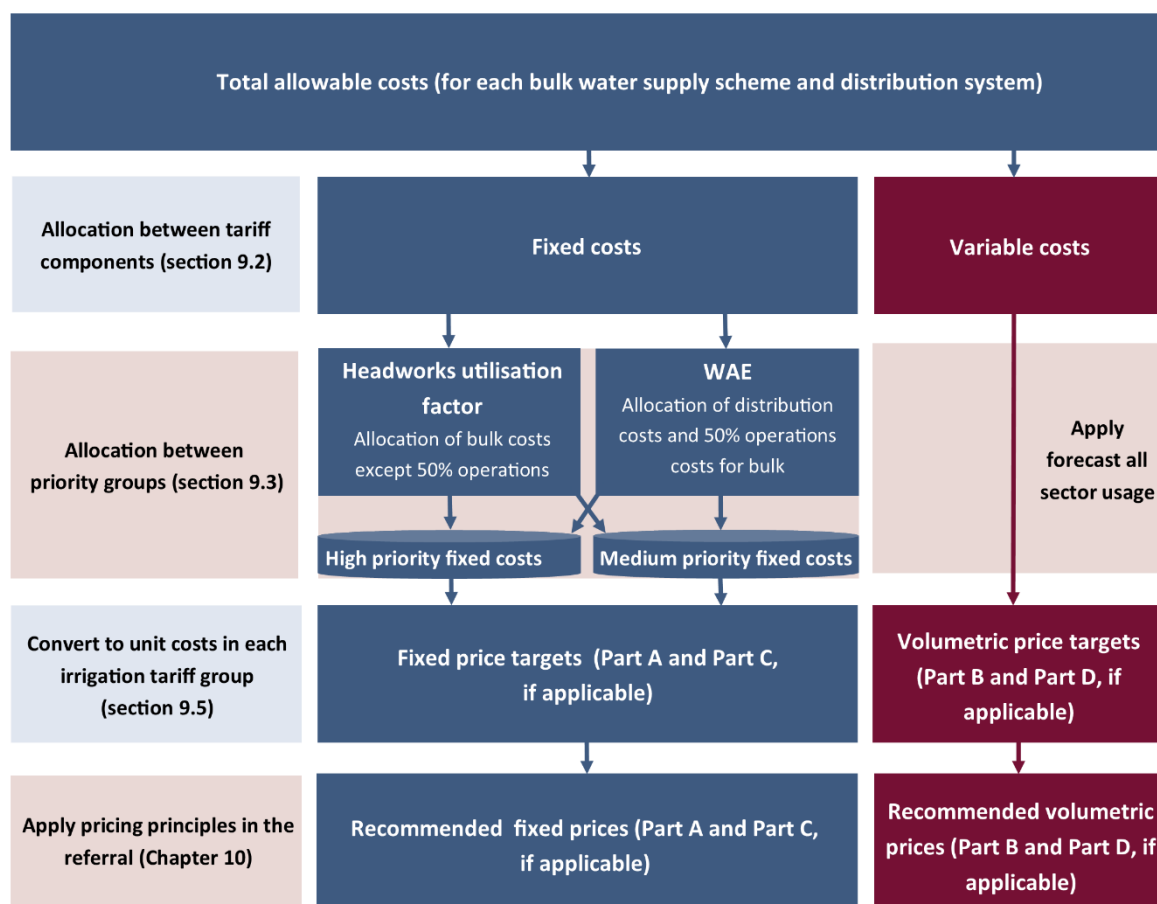 Total allowable costs (for each bulk water supply scheme and distribution system)
Allocation between tariff
components (section 9.2)
Fixed costs
Variable costs
Allocation between
priority groups (section 9.3)
Headworks utilisation
factor
Allocation of bulk costs
except 50% operations
WAE
Allocation of distribution
costs and 50% operations
costs for bulk
Apply
forecast all
sector usage
High priority fixed costs
Medium priority fixed costs
Convert to unit costs in each
irrigation tariff group
(section 9.5)
Fixed price targets (Part A and Part C,
if applicable)
Volumetric price targets
(Part B and Part D, if
applicable)
Apply pricing principles in the
referral (Chapter 10)
Recommended fixed prices (Part A and Part C,
if applicable)
Recommended volumetric
prices (Part B and Part D, if
applicable)